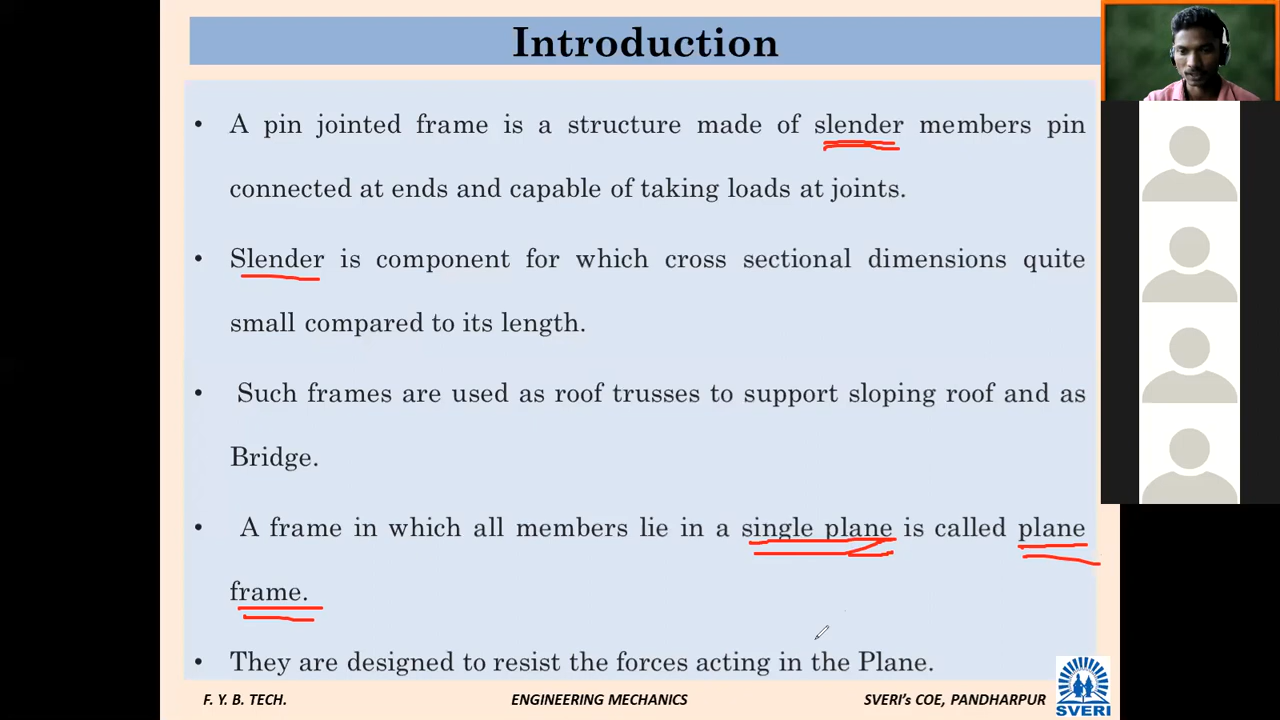 Introduction
• A pin jointed frame is a structure made of slender members pin
connected at ends and capable of taking loads at joints.
• Slender is component for which cross sectional dimensions quite
small compared to its length.
• Such frames are used as roof trusses to support sloping roof and as
Bridge.
• A frame in which all members lie in a single plane is called plane
frame.
• They are designed to resist the forces acting in the Plane.
F. Y. B. TECH. ENGINEERING MECHANICS SVERI's COE, PANDHARPUR
SVERI